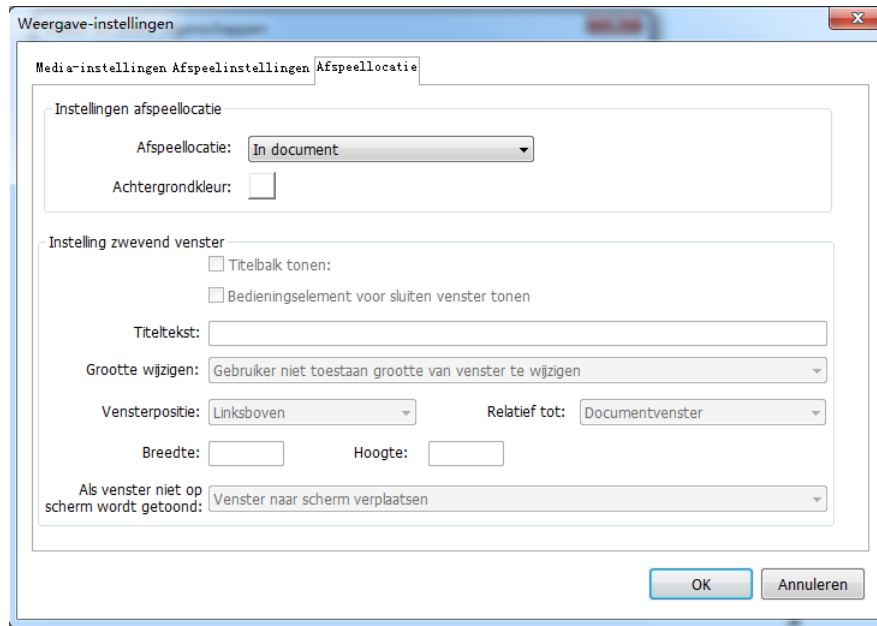 Weergave-instellingen
Media-instellingen Afspeelinstellingen Afspeellocatie
Instellingen afspeellocatie
Afspeellocatie: In document
Achtergrondkleur:
Instelling zwevend venster
Titelbalk tonen:
Bedieningselement voor sluiten venster tonen
Titeltekst:
Grootte wijzigen: Gebruiker niet toestaan grootte van venster te wijzigen
Vensterpositie: Linksboven Relatief tot: Documentvenster
Breedte: Hoogte:
Als venster niet op
scherm wordt getoond: Venster naar scherm verplaatsen
OK Annuleren